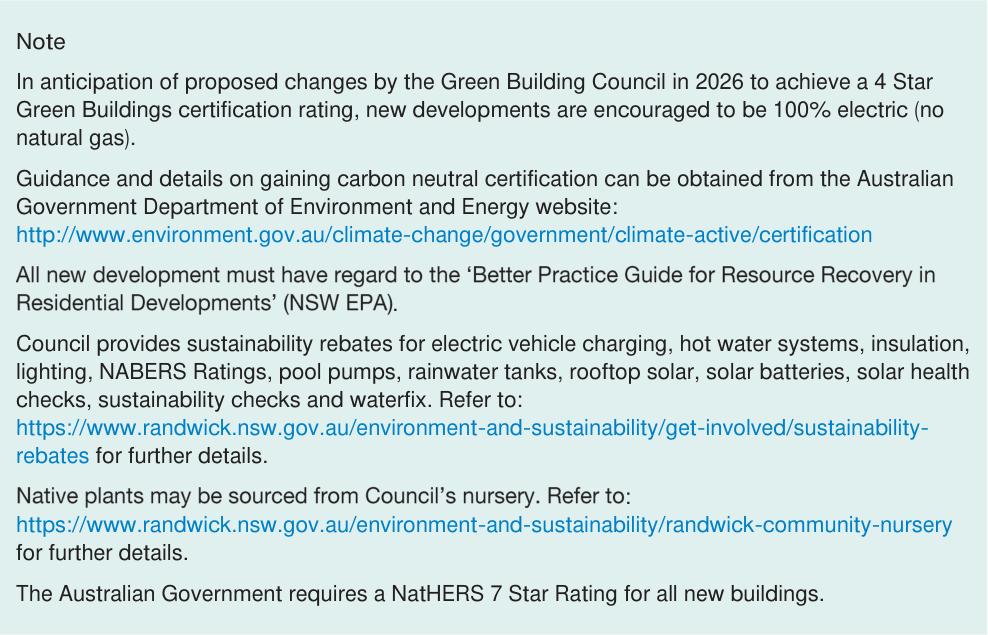 Note
In anticipation of proposed changes by the Green Building Council in 2026 to achieve a 4 Star
Green Buildings certification rating, new developments are encouraged to be 100% electric (no
natural gas).
Guidance and details on gaining carbon neutral certification can be obtained from the Australian
Government Department of Environment and Energy website:
http://www.environment.gov.au/climate-change/government/climate-active/certification
All new development must have regard to the ‘Better Practice Guide for Resource Recovery in
Residential Developments’ (NSW EPA).
Council provides sustainability rebates for electric vehicle charging, hot water systems, insulation,
lighting, NABERS Ratings, pool pumps, rainwater tanks, rooftop solar, solar batteries, solar health
checks, sustainability checks and waterfix. Refer to:
https://www.randwick.nsw.gov.au/environment-and-sustainability/get-involved/sustainability-
rebates for further details.
Native plants may be sourced from Council’s nursery. Refer to:
https://www.randwick.nsw.gov.au/environment-and-sustainability/randwick-community-nursery
for further details.
The Australian Government requires a NatHERS 7 Star Rating for all new buildings.